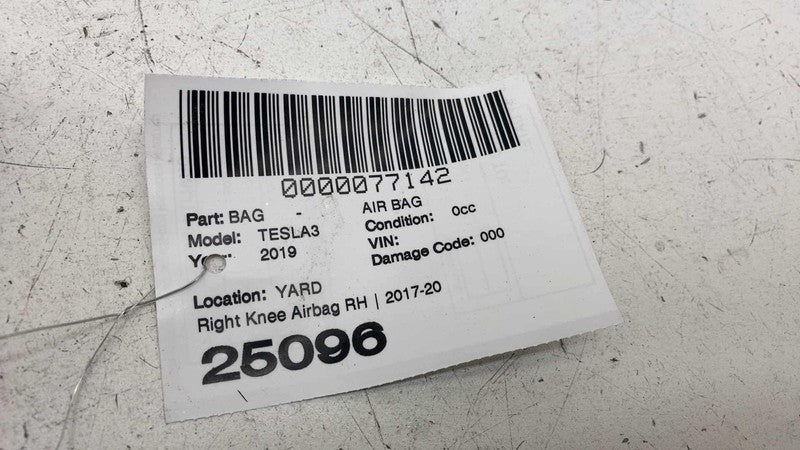 0000077142
Part: BAG - AIR BAG
Model: TESLA3 Condition: 0cc
2019 VIN:
Damage Code: 000
Location: YARD
Right Knee Airbag RH | 2017-20
25096